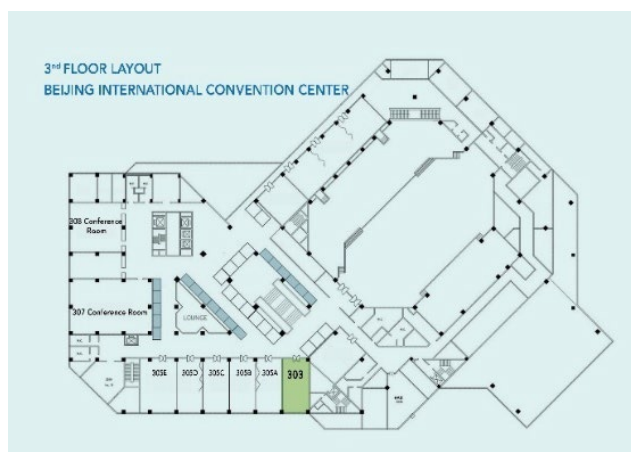 3rd FLOOR LAYOUT
BEIJING INTERNATIONAL CONVENTION CENTER
308 Conference
Room
307 Conference Room
LOUNGE
305E
305D
305C
305B
305A
303